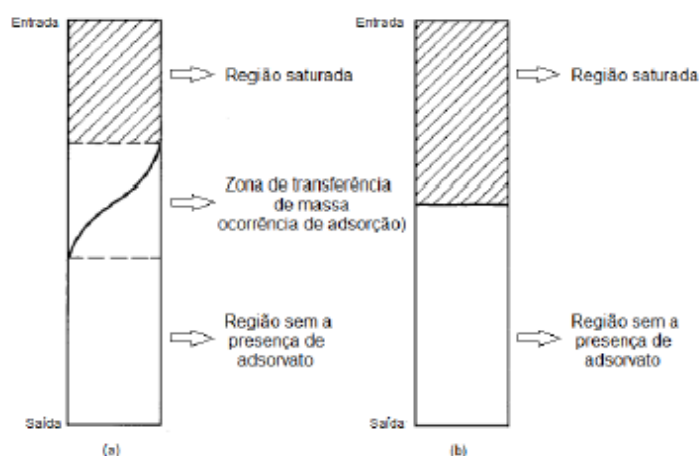 Entrada
Região saturada
Zona de transferência
de massa
ocorrência de adsorção)
Região sem a
presença de
adsorvato
Saída
(a)
Entrada
Região saturada
Região sem a
presença de
adsorvato
Saída
(b)